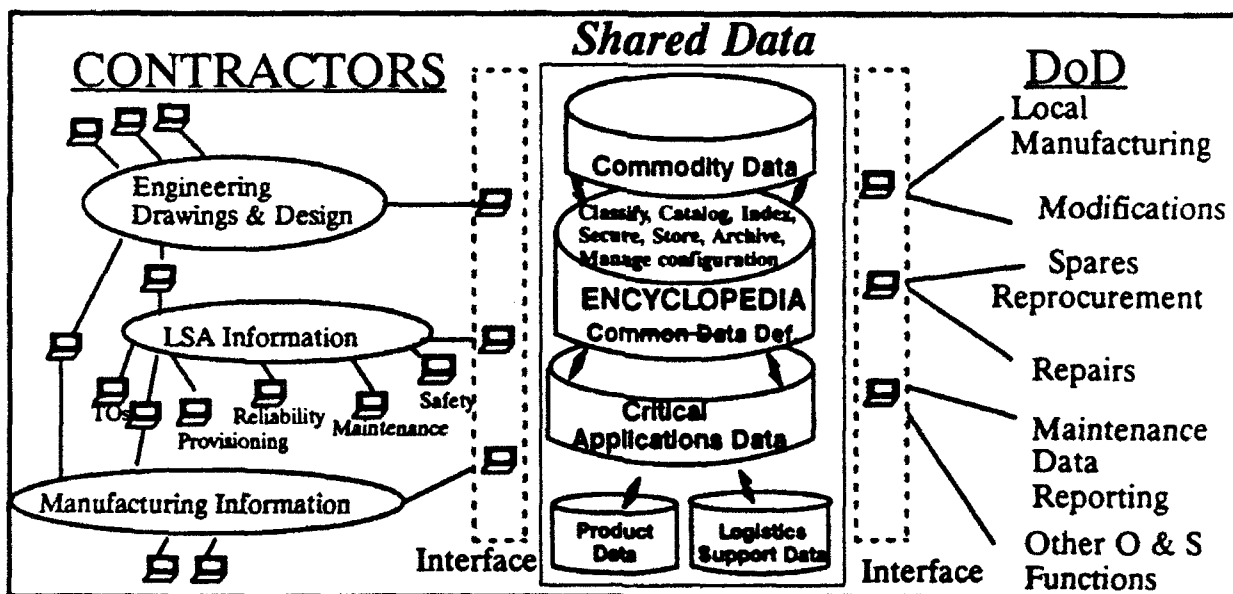 Shared Data
CONTRACTORS
Engineering
Drawings & Design
LSA Information
TOs
Provisioning
Reliability
Maintenance
Safety
Manufacturing Information
Interface
Commodity Data
Classify, Catalog, Index,
Secure, Store, Archive,
Manage configuration
ENCYCLOPEDIA
Common Data Def.
Critical
Applications Data
Product
Data
Logistics
Support Data
Interface
DoD
Local
Manufacturing
Modifications
Spares
Reprocurement
Repairs
Maintenance
Data
Reporting
Other O & S
Functions